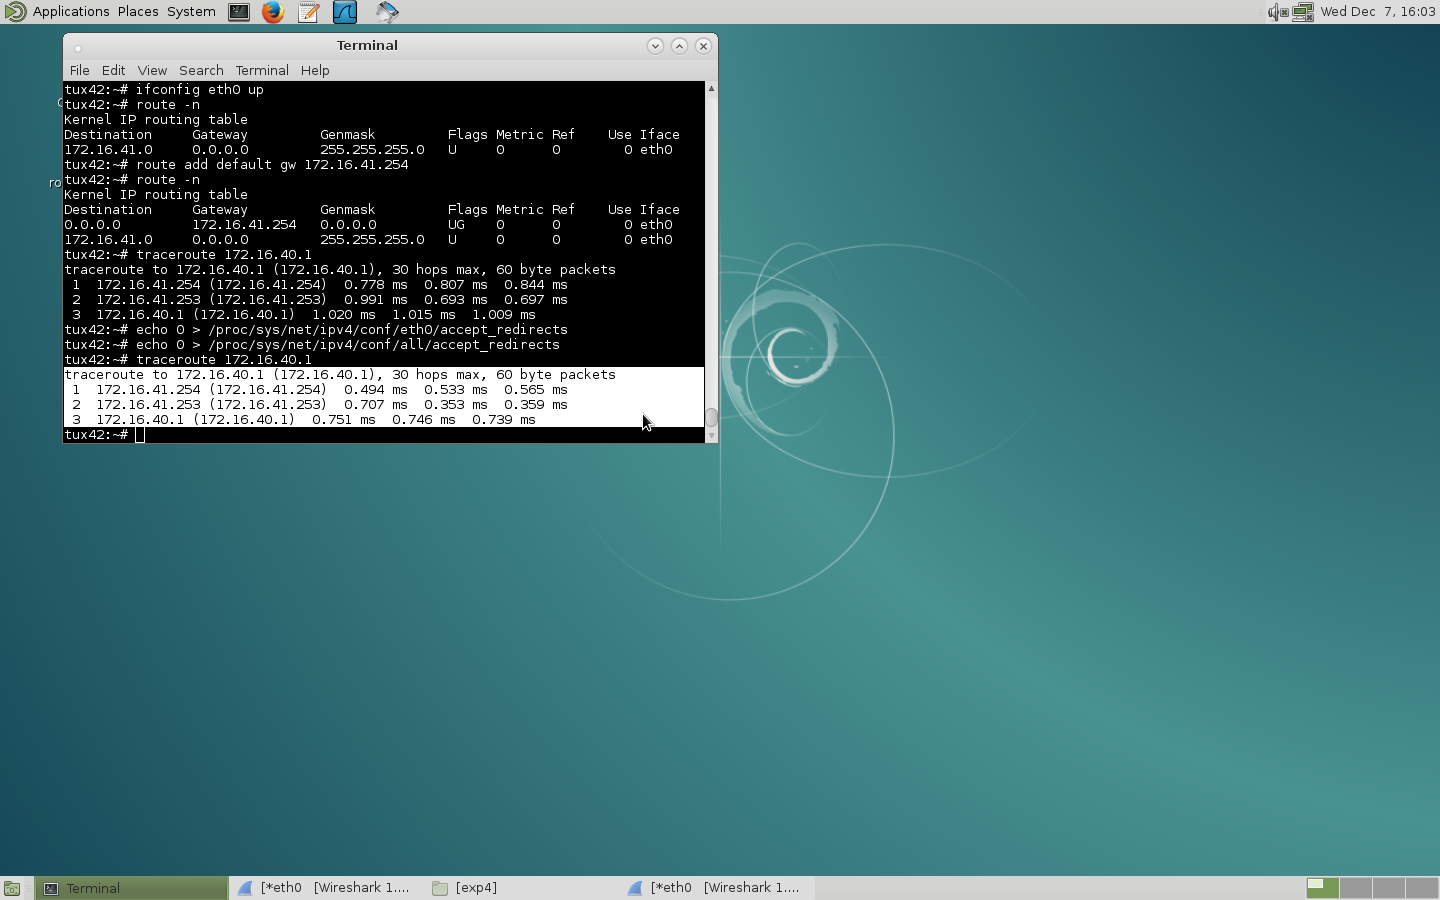 Applications Places System
Wed Dec 7, 16:03
Terminal
File Edit View Search Terminal Help
tux42:~# ifconfig eth0 up
tux42:~# route -n
Kernel IP routing table
Destination     Gateway         Genmask         Flags Metric Ref    Use Iface
172.16.41.0     0.0.0.0         255.255.255.0   U     0      0        0 eth0
tux42:~# route add default gw 172.16.41.254
tux42:~# route -n
Kernel IP routing table
Destination     Gateway         Genmask         Flags Metric Ref    Use Iface
0.0.0.0         172.16.41.254   0.0.0.0         UG    0      0        0 eth0
172.16.41.0     0.0.0.0         255.255.255.0   U     0      0        0 eth0
tux42:~# traceroute 172.16.40.1
traceroute to 172.16.40.1 (172.16.40.1), 30 hops max, 60 byte packets
 1  172.16.41.254 (172.16.41.254)  0.778 ms  0.807 ms  0.844 ms
 2  172.16.41.253 (172.16.41.253)  0.991 ms  0.693 ms  0.697 ms
 3  172.16.40.1 (172.16.40.1)  1.020 ms  1.015 ms  1.009 ms
tux42:~# echo 0 > /proc/sys/net/ipv4/conf/eth0/accept_redirects
tux42:~# echo 0 > /proc/sys/net/ipv4/conf/all/accept_redirects
tux42:~# traceroute 172.16.40.1
traceroute to 172.16.40.1 (172.16.40.1), 30 hops max, 60 byte packets
 1  172.16.41.254 (172.16.41.254)  0.494 ms  0.533 ms  0.565 ms
 2  172.16.41.253 (172.16.41.253)  0.707 ms  0.353 ms  0.359 ms
 3  172.16.40.1 (172.16.40.1)  0.751 ms  0.746 ms  0.739 ms
tux42:~#
ro
Terminal
[*eth0 [Wireshark 1....
[exp4]
[*eth0 [Wireshark 1....